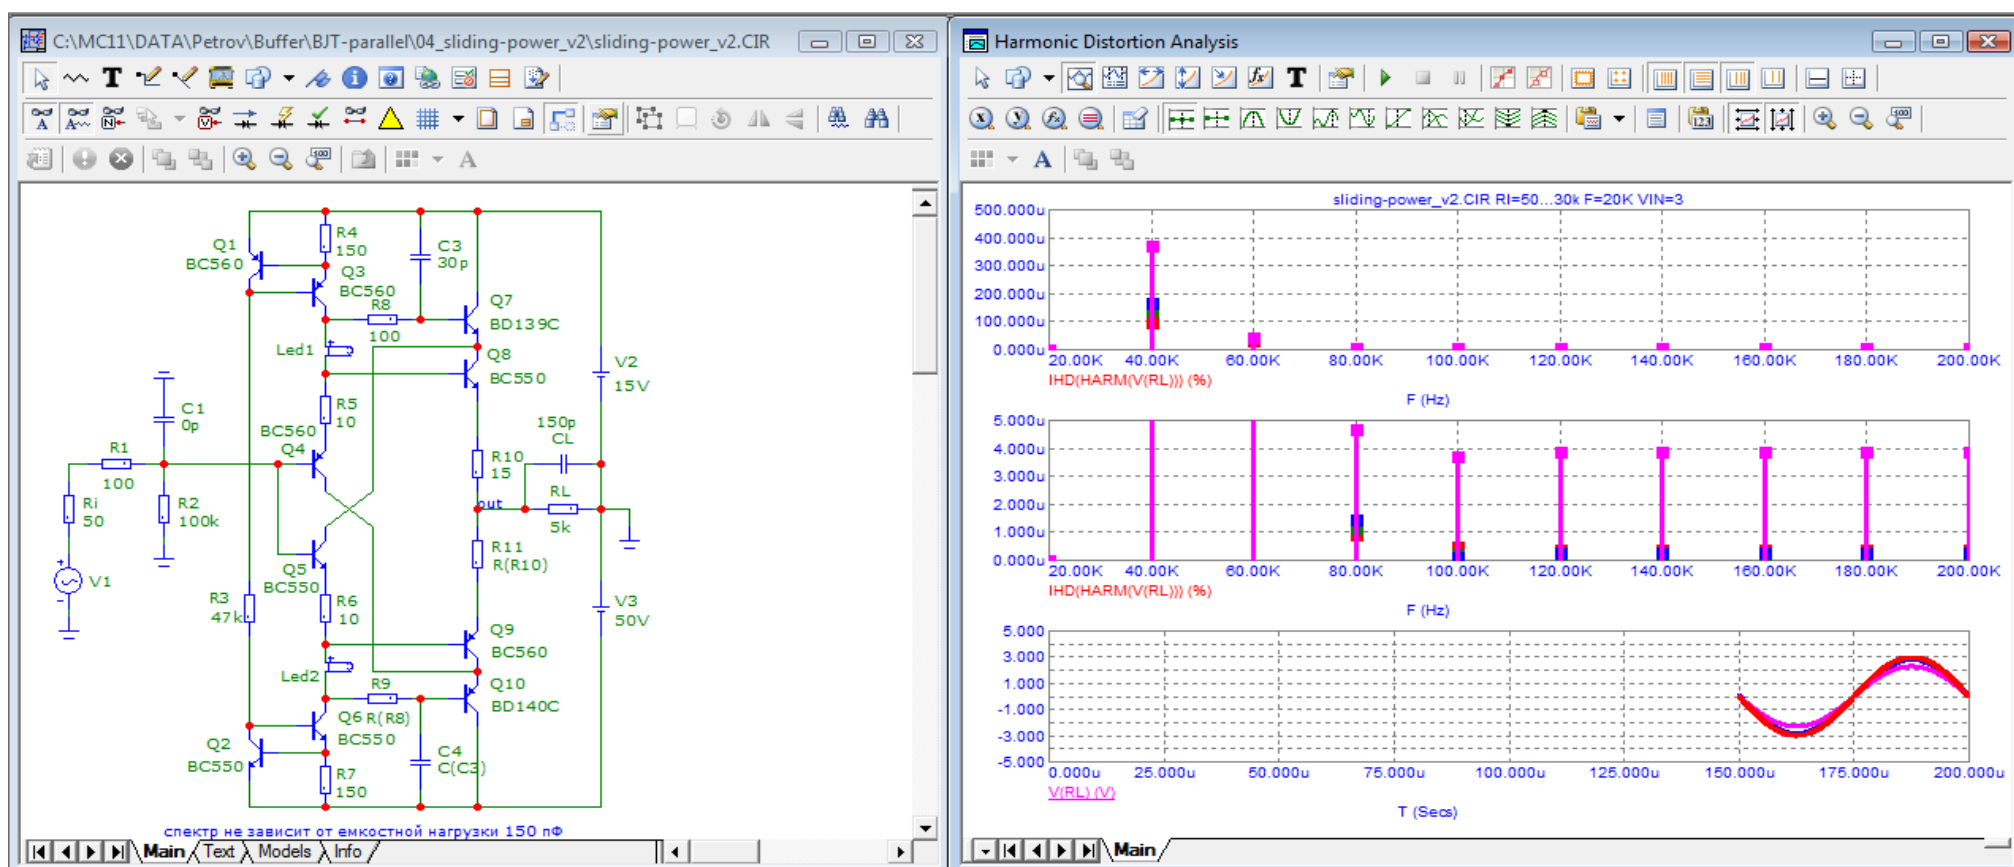 C:\MC11\DATA\Petrov\Buffer\BJT-parallel\04_sliding-power_v2\sliding-power_v2.CIR
Q1
BC560
R4
150
Q3
BC560
C3
30p
R8
100
Q7
BD139C
Led1
Q8
BC550
V2
15V
C1
0p
R5
10
BC560
Q4
150p
CL
R1
100
R10
15
RL
5k
out
Ri
50
R2
100k
V1
Q5
BC550
R11
R(R10)
R3
47k
R6
10
V3
50V
Q9
BC560
Led2
R9
R(R8)
Q10
BD140C
Q6
BC550
Q2
BC550
C4
C(C3)
R7
150
спектр не зависит от емкостной нагрузки 150 пФ
Main Text Models Info
Harmonic Distortion Analysis
sliding-power_v2.CIR RI=50...30k F=20K VIN=3
500.000u
400.000u
300.000u
200.000u
100.000u
0.000u
20.00K 40.00K 60.00K 80.00K 100.00K 120.00K 140.00K 160.00K 180.00K 200.00K
IHD(HARM(V(RL))) (%)
F (Hz)
5.000u
4.000u
3.000u
2.000u
1.000u
0.000u
20.00K 40.00K 60.00K 80.00K 100.00K 120.00K 140.00K 160.00K 180.00K 200.00K
IHD(HARM(V(RL))) (%)
F (Hz)
5.000
3.000
1.000
-1.000
-3.000
-5.000
0.000u 25.000u 50.000u 75.000u 100.000u 125.000u 150.000u 175.000u 200.000u
V(RL) (V)
T (Secs)
Main